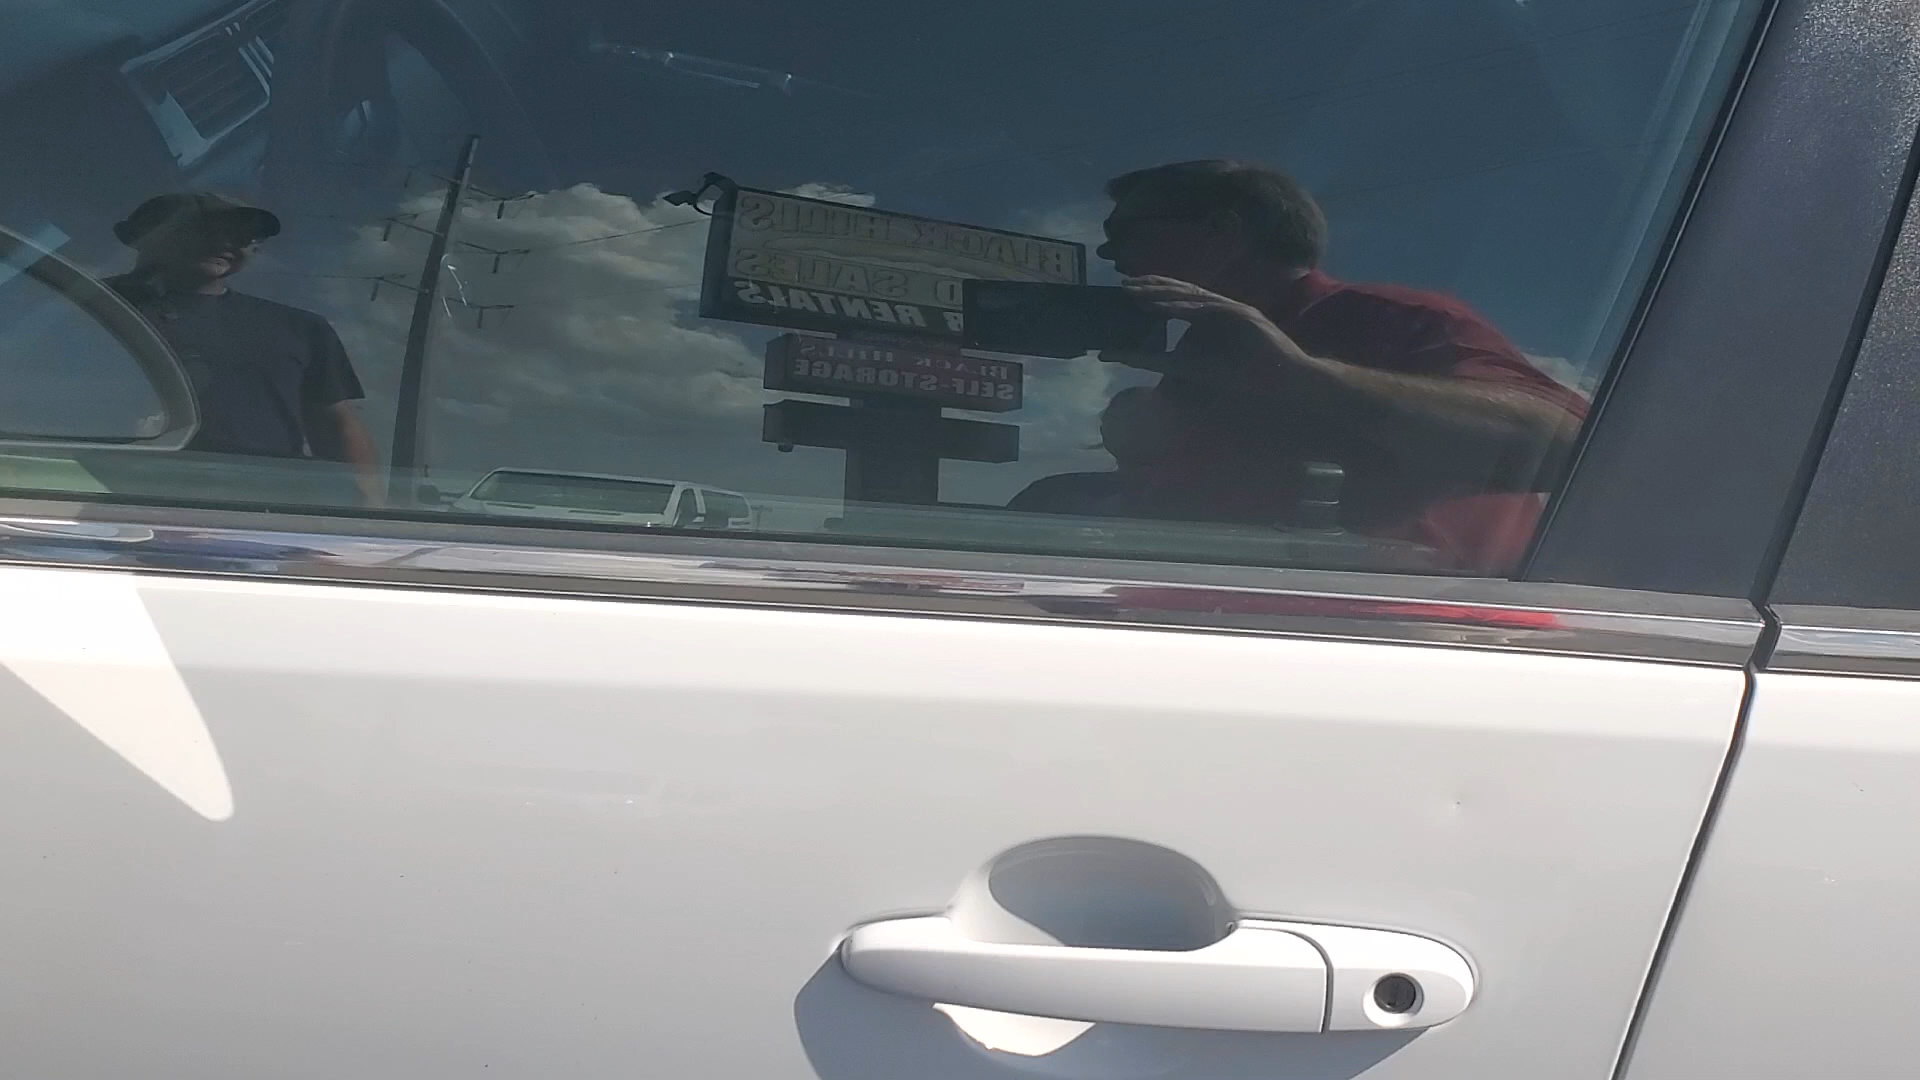 BLACK HILLS
SALES
& RENTALS
BLACK HILLS
SELF-STORAGE